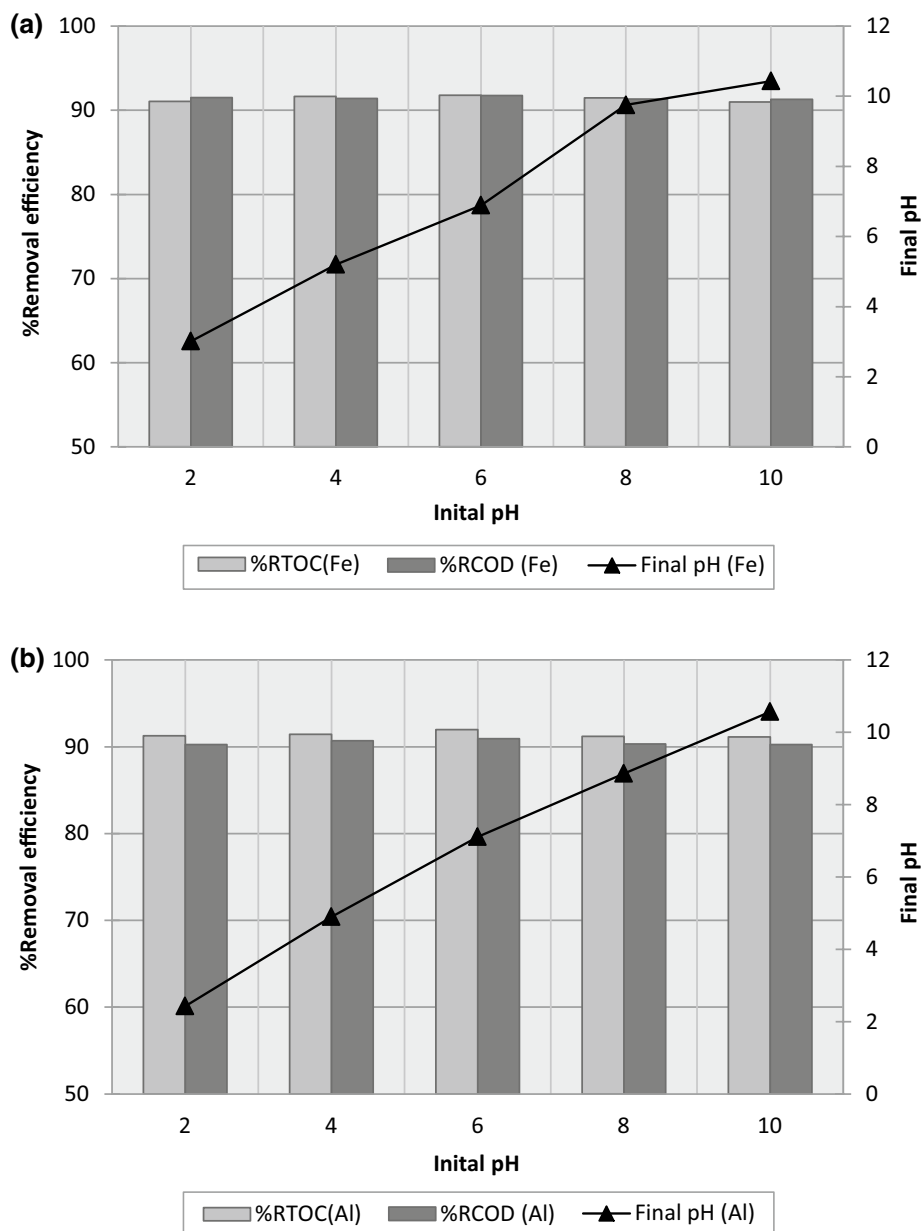 (a)
100
90
80
70
60
50
%Removal efficiency
12
10
8
6
4
2
0
Final pH
2 4 6 8 10
Inital pH
%RTOC(Fe) %RCOD (Fe) Final pH (Fe)
(b)
100
90
80
70
60
50
%Removal efficiency
12
10
8
6
4
2
0
Final pH
2 4 6 8 10
Inital pH
%RTOC(Al) %RCOD (Al) Final pH (Al)